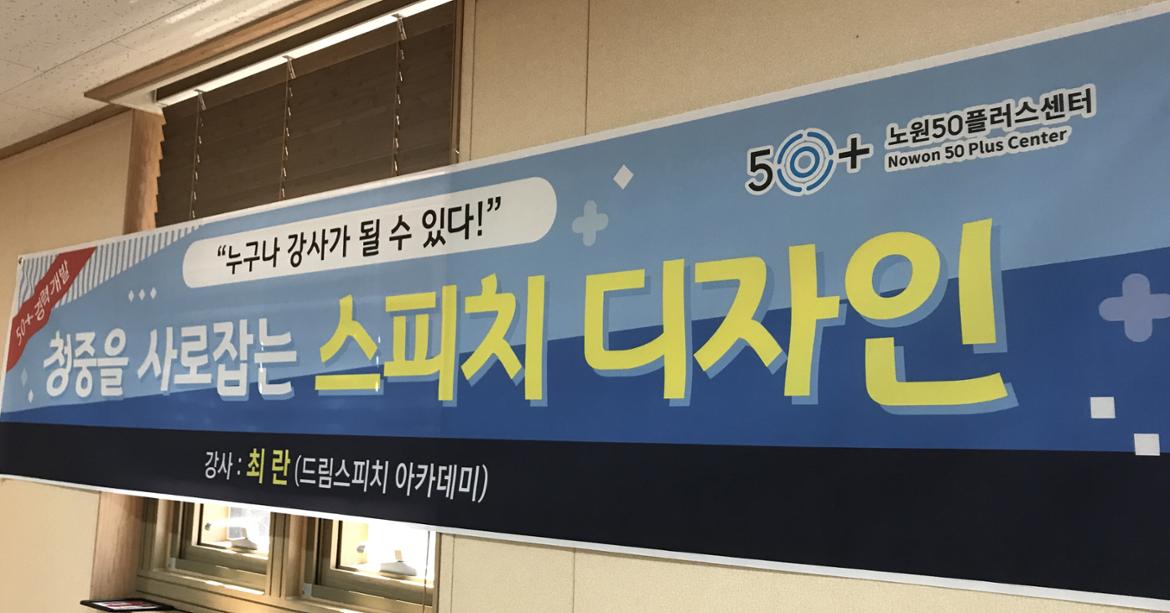 50+ 노원50플러스센터
Nowon 50 Plus Center
"누구나 강사가 될 수 있다!"
50+ 경력개발
청중을 사로잡는 스피치 디자인
강사 : 최 란 (드림스피치 아카데미)